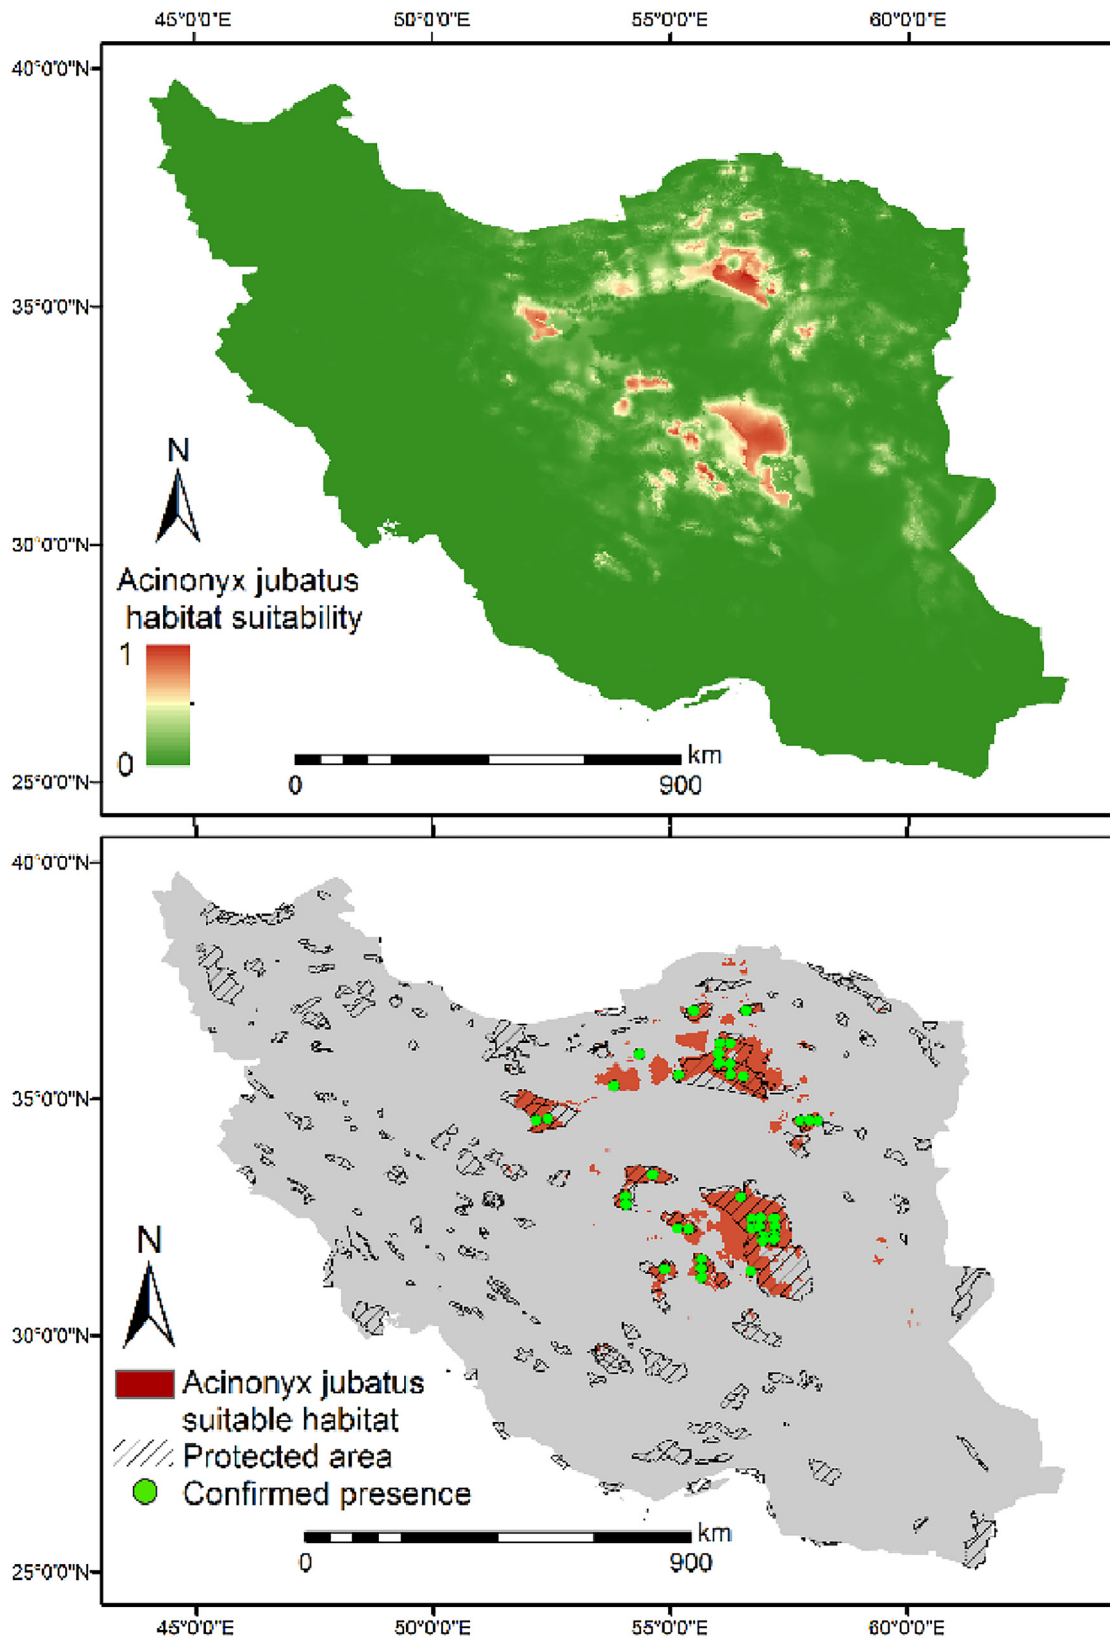 45°0'0"E 50°0'0"E 55°0'0"E 60°0'0"E
40°0'0"N
35°0'0"N
N
30°0'0"N
Acinonyx jubatus
habitat suitability
1
0
km
0 900
25°0'0"N
40°0'0"N
35°0'0"N
N
30°0'0"N
Acinonyx jubatus
suitable habitat
Protected area
Confirmed presence
km
0 900
25°0'0"N
45°0'0"E 50°0'0"E 55°0'0"E 60°0'0"E